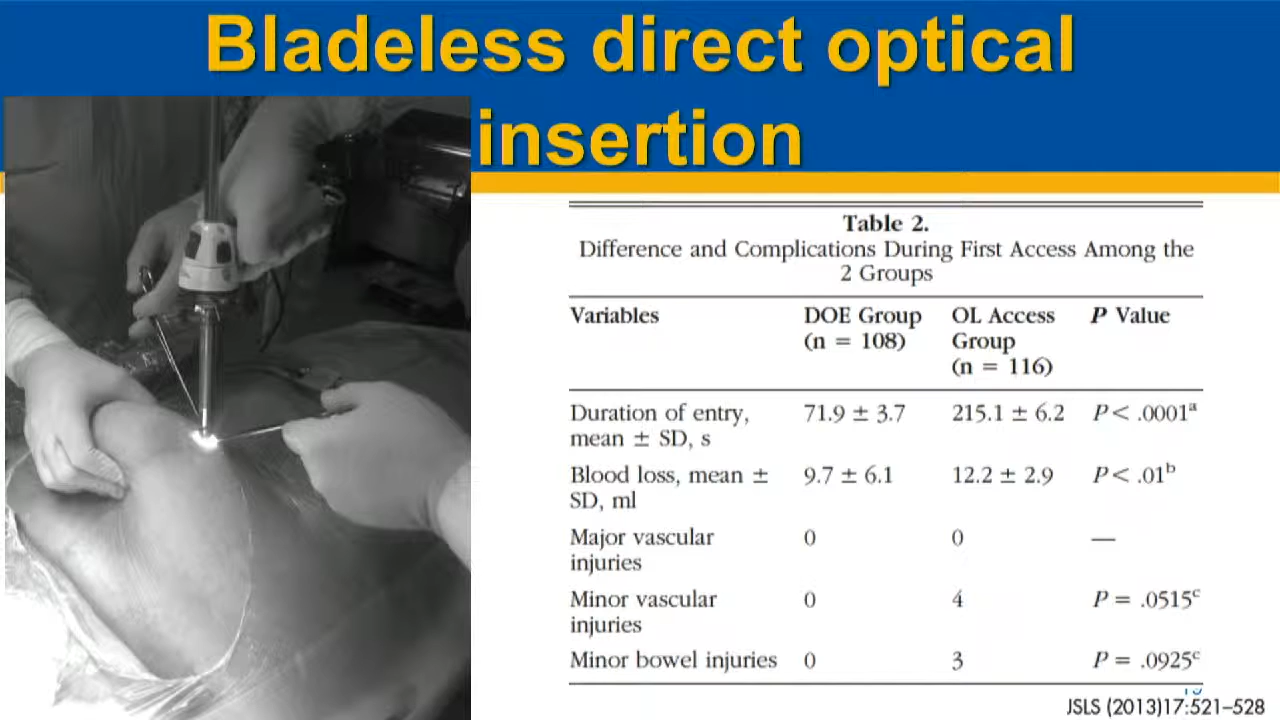 Bladeless direct optical
insertion
Table 2.
Difference and Complications During First Access Among the
2 Groups
Variables DOE Group OL Access P Value
(n = 108) Group
(n = 116)
Duration of entry, 71.9 ± 3.7 215.1 ± 6.2 P < .0001ᵃ
mean ± SD, s
Blood loss, mean ± 9.7 ± 6.1 12.2 ± 2.9 P < .01ᵇ
SD, ml
Major vascular 0 0 —
injuries
Minor vascular 0 4 P = .0515ᶜ
injuries
Minor bowel injuries 0 3 P = .0925ᶜ
JSLS (2013)17:521–528